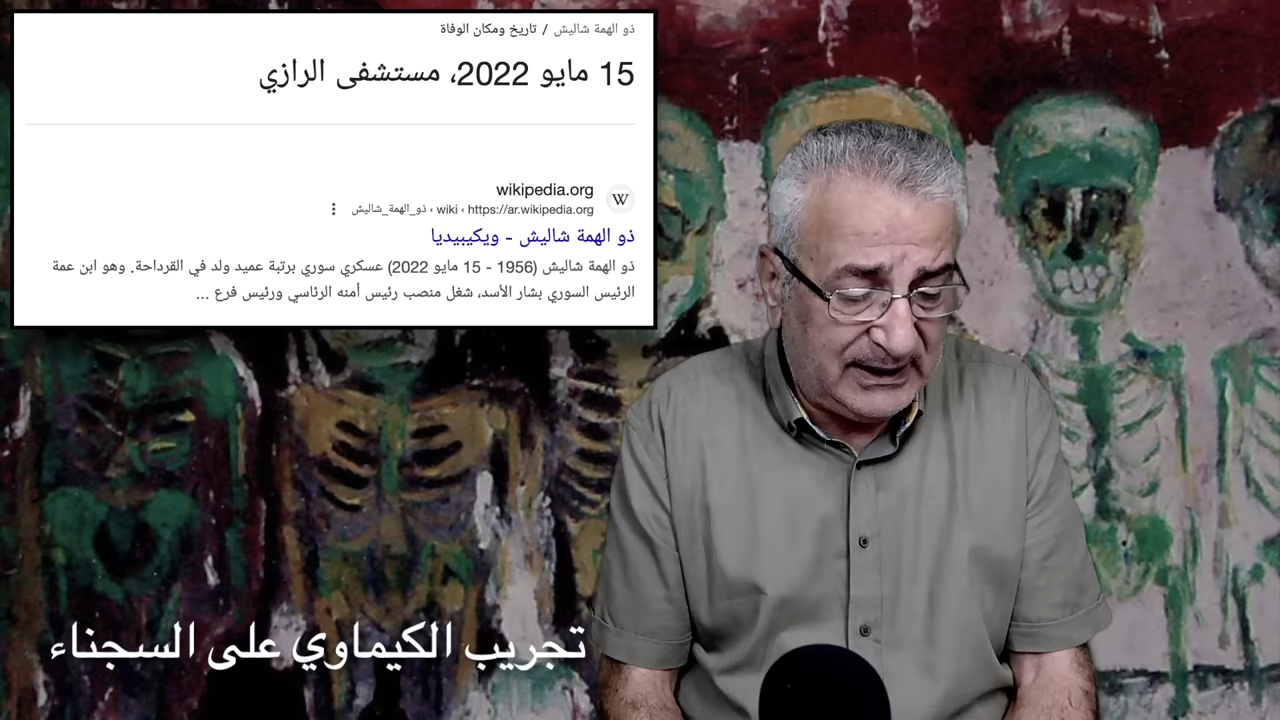 ذو الهمة شاليش / تاريخ ومكان الوفاة
15 مايو 2022، مستشفى الرازي
wikipedia.org
https://ar.wikipedia.org › wiki › ذو_الهمة_شاليش
W
ذو الهمة شاليش - ويكيبيديا
ذو الهمة شاليش (1956 - 15 مايو 2022) عسكري سوري برتبة عميد ولد في القرداحة. وهو ابن عمة
الرئيس السوري بشار الأسد، شغل منصب رئيس أمنه الرئاسي ورئيس فرع ...
تجريب الكيماوي على السجناء